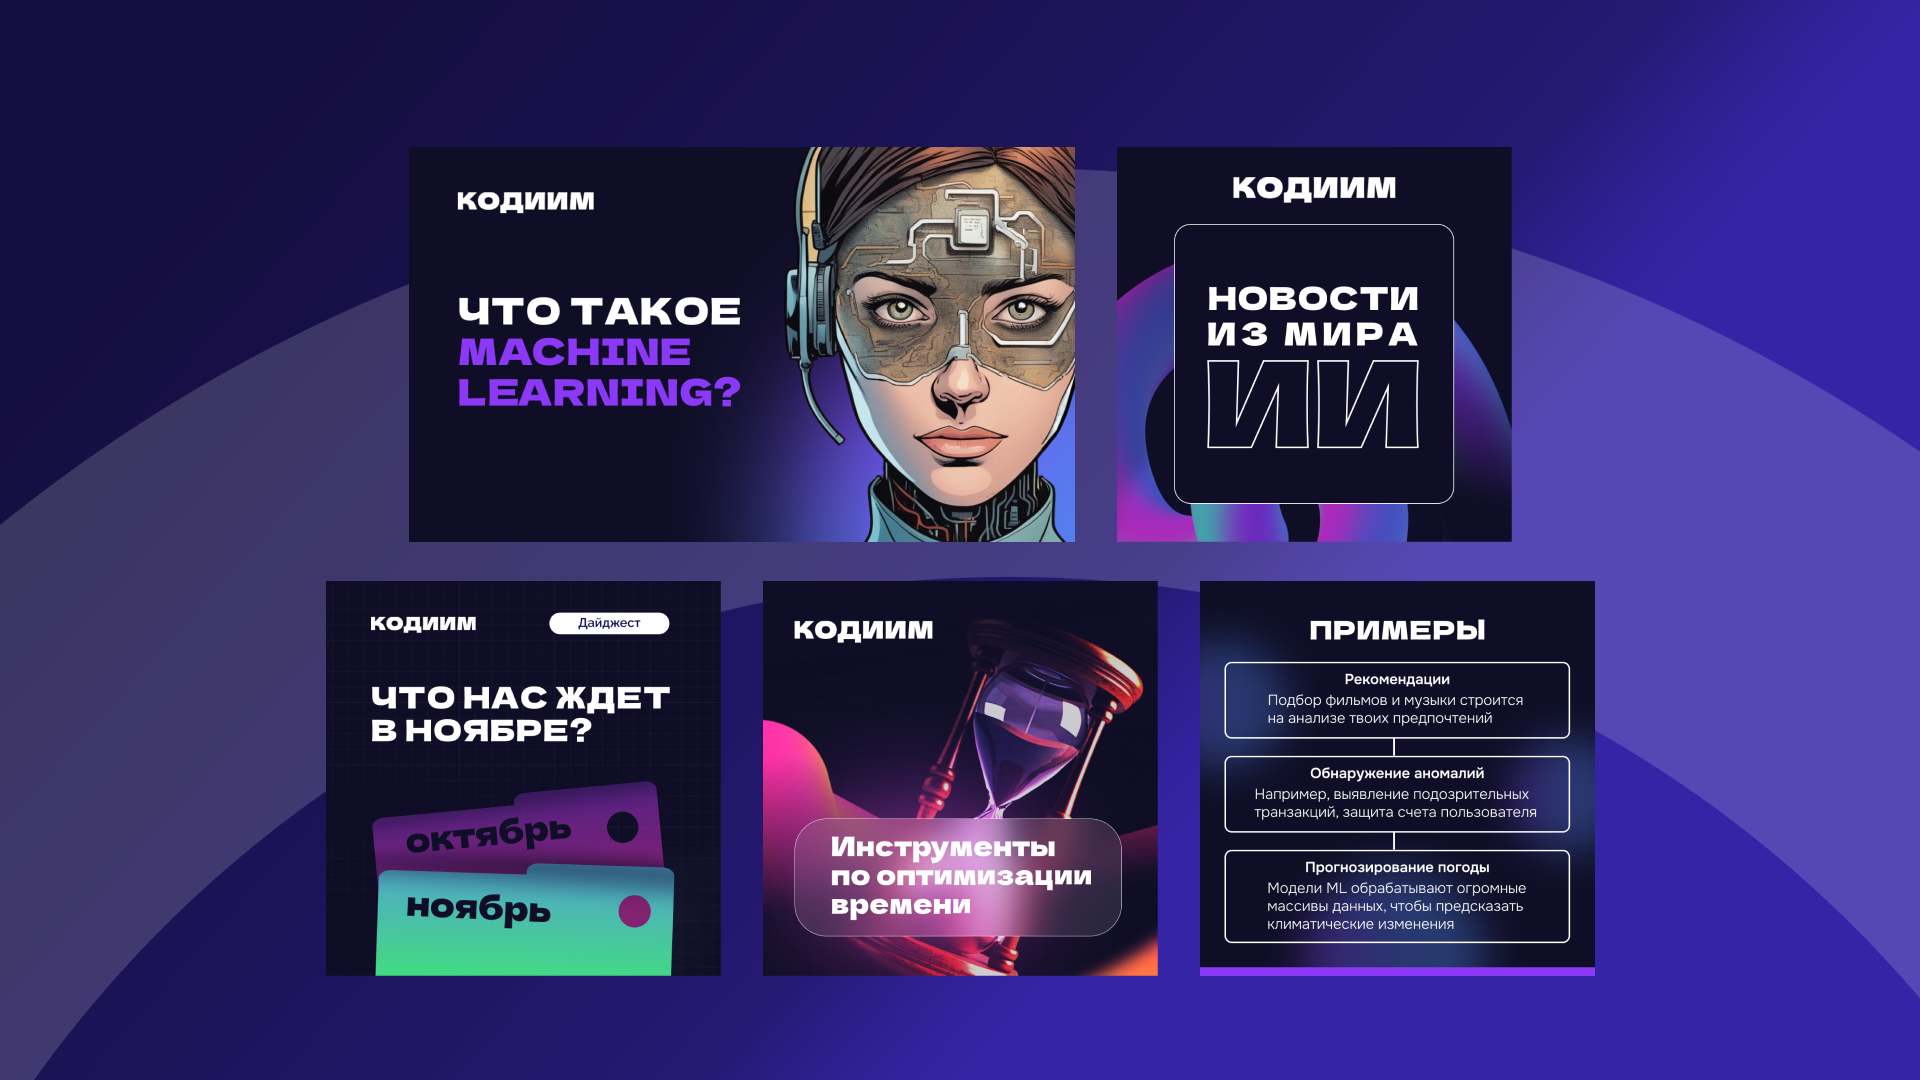 КОДИИМ
ЧТО ТАКОЕ
MACHINE
LEARNING?
КОДИИМ
НОВОСТИ
ИЗ МИРА
ИИ
КОДИИМ
Дайджест
ЧТО НАС ЖДЕТ
В НОЯБРЕ?
октябрь
ноябрь
КОДИИМ
Инструменты
по оптимизации
времени
ПРИМЕРЫ
Рекомендации
Подбор фильмов и музыки строится
на анализе твоих предпочтений
Обнаружение аномалий
Например, выявление подозрительных
транзакций, защита счета пользователя
Прогнозирование погоды
Модели ML обрабатывают огромные
массивы данных, чтобы предсказать
климатические изменения